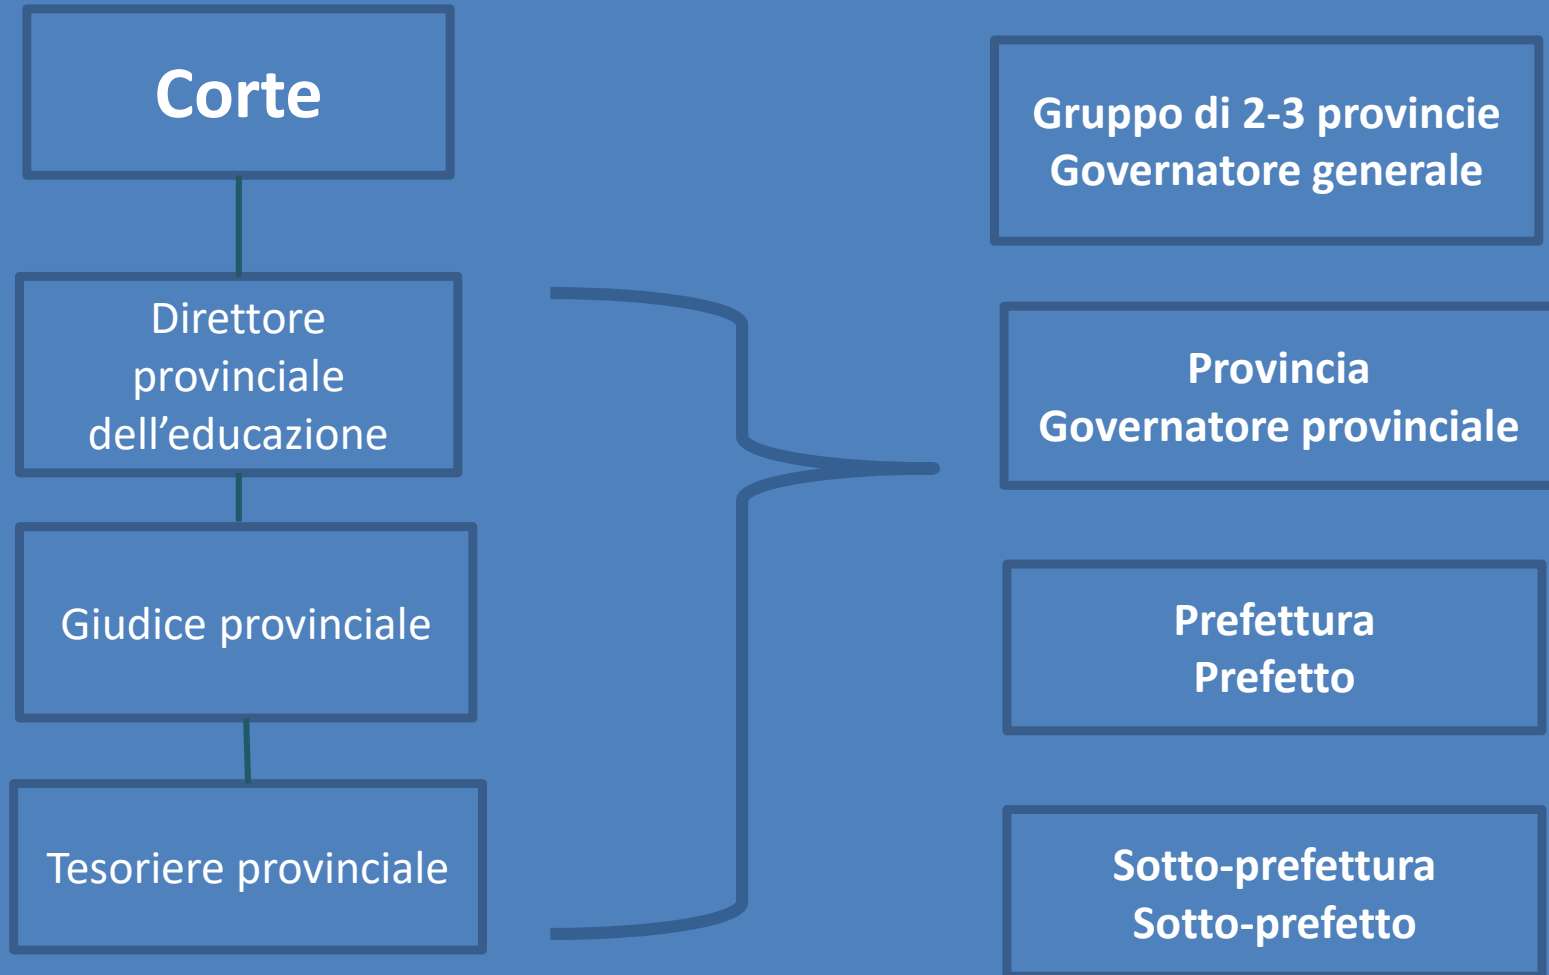 Corte
Direttore
provinciale
dell’educazione
Giudice provinciale
Tesoriere provinciale
Gruppo di 2-3 provincie
Governatore generale
Provincia
Governatore provinciale
Prefettura
Prefetto
Sotto-prefettura
Sotto-prefetto